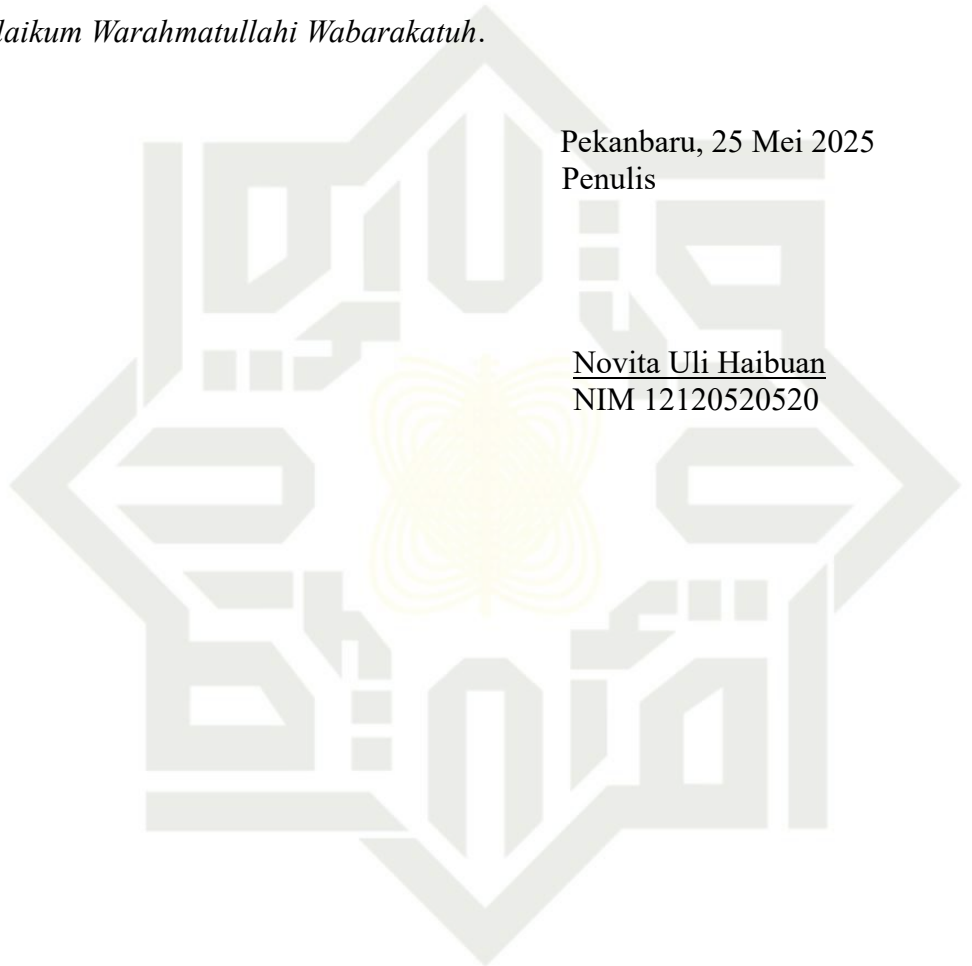 laikum Warahmatullahi Wabarakatuh.
Pekanbaru, 25 Mei 2025
Penulis
Novita Uli Haibuan
NIM 12120520520